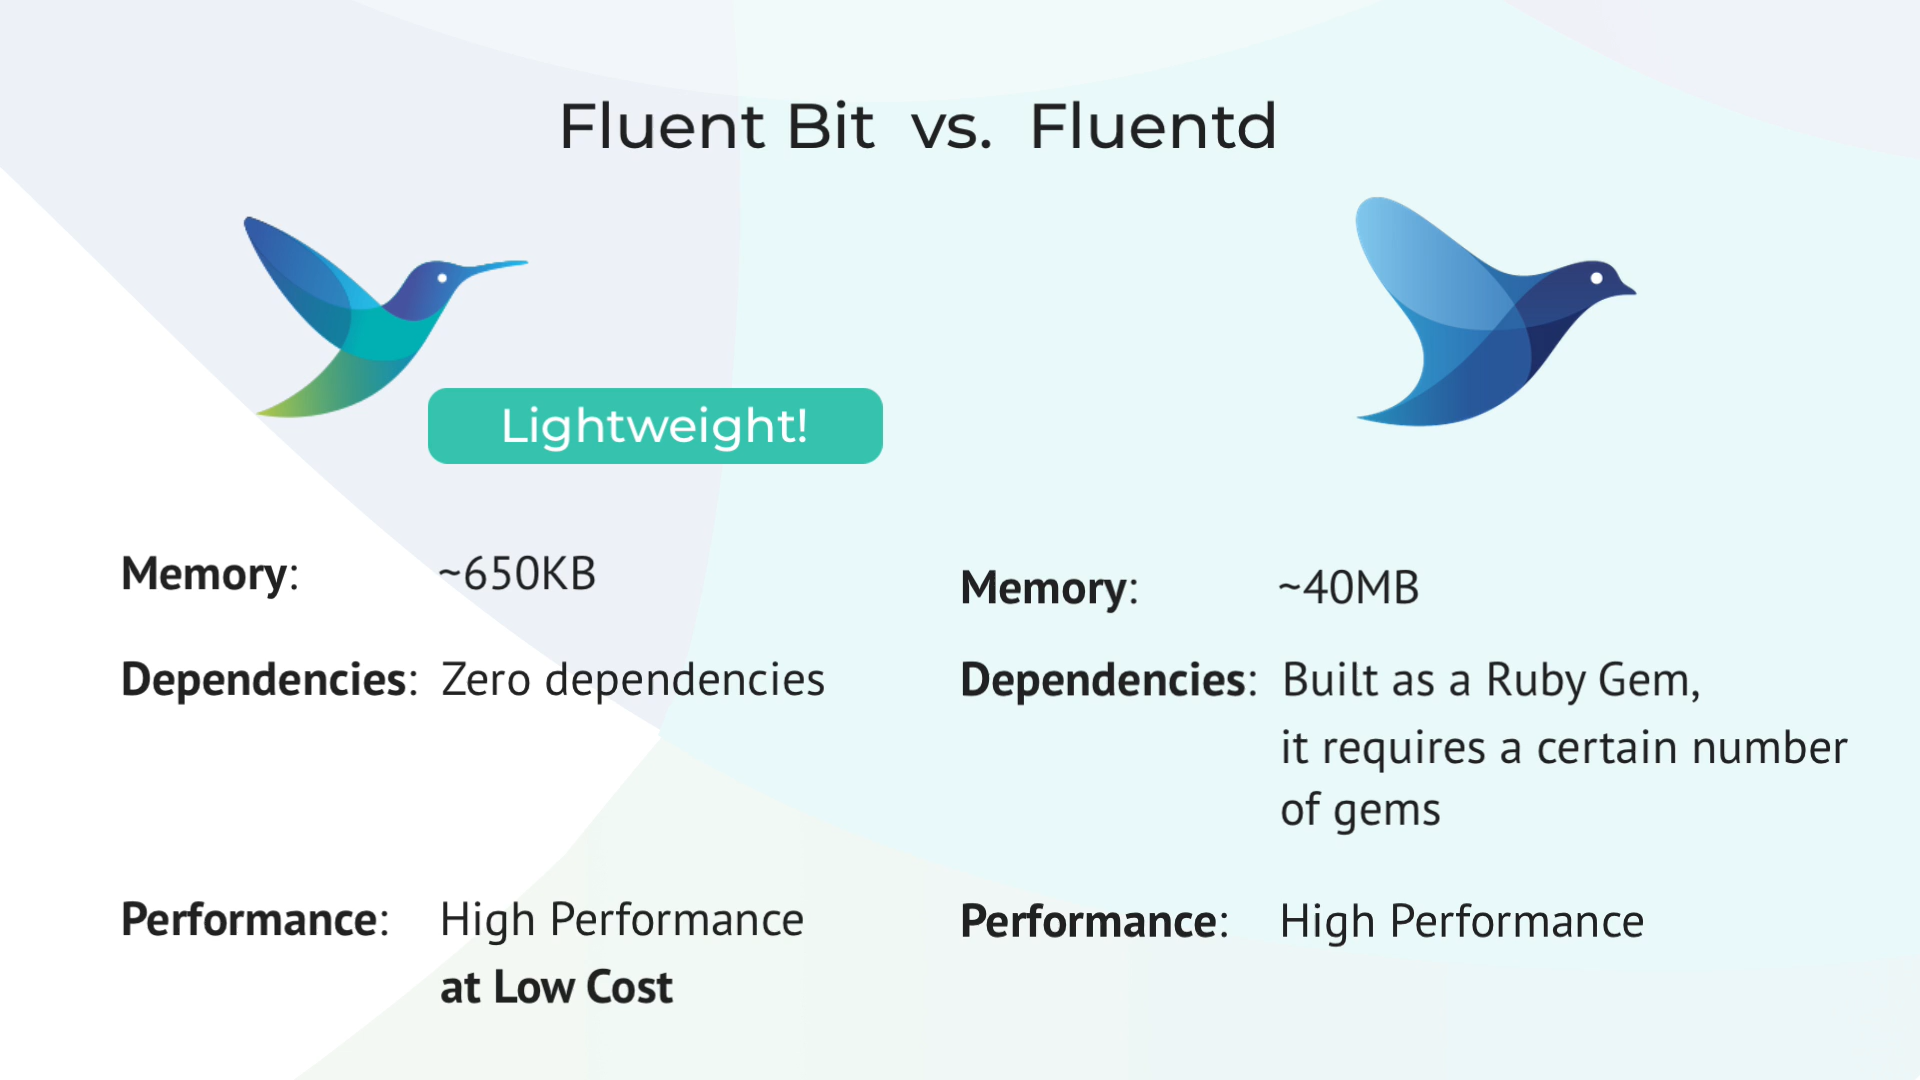 Fluent Bit vs. Fluentd
Lightweight!
Memory: ~650KB
Dependencies: Zero dependencies
Performance: High Performance
at Low Cost
Memory: ~40MB
Dependencies: Built as a Ruby Gem,
it requires a certain number
of gems
Performance: High Performance